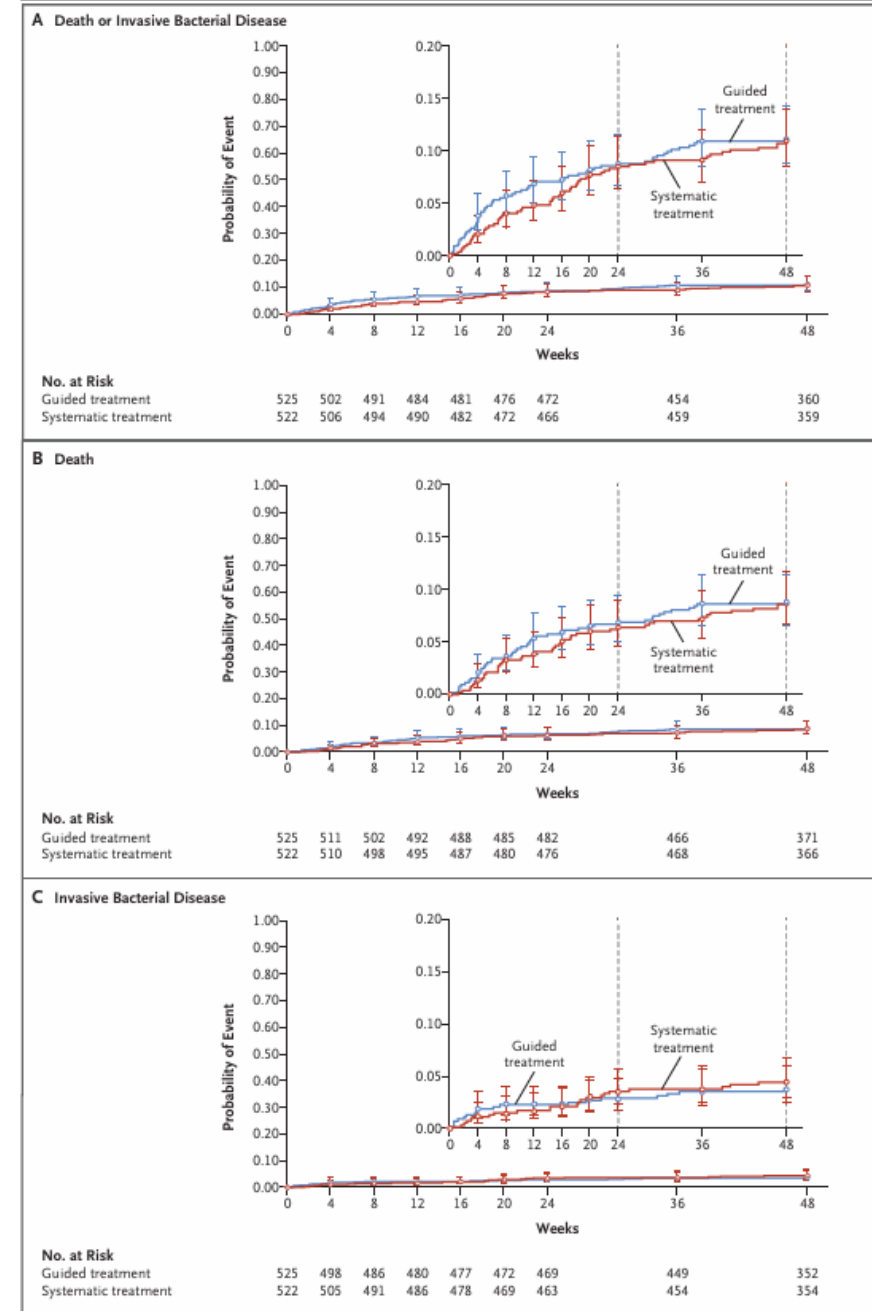 A Death or Invasive Bacterial Disease
Probability of Event
1.00
0.90
0.80
0.70
0.60
0.50
0.40
0.30
0.20
0.10
0.00
0 4 8 12 16 20 24 36 48
Weeks
0.20
0.15
0.10
0.05
0.00
0 4 8 12 16 20 24 36 48
Guided
treatment
Systematic
treatment
No. at Risk
Guided treatment 525 502 491 484 481 476 472 454 360
Systematic treatment 522 506 494 490 482 472 466 459 359
B Death
Probability of Event
1.00
0.90
0.80
0.70
0.60
0.50
0.40
0.30
0.20
0.10
0.00
0 4 8 12 16 20 24 36 48
Weeks
0.20
0.15
0.10
0.05
0.00
0 4 8 12 16 20 24 36 48
Guided
treatment
Systematic
treatment
No. at Risk
Guided treatment 525 511 502 492 488 485 482 466 371
Systematic treatment 522 510 498 495 487 480 476 468 366
C Invasive Bacterial Disease
Probability of Event
1.00
0.90
0.80
0.70
0.60
0.50
0.40
0.30
0.20
0.10
0.00
0 4 8 12 16 20 24 36 48
Weeks
0.20
0.15
0.10
0.05
0.00
0 4 8 12 16 20 24 36 48
Guided
treatment
Systematic
treatment
No. at Risk
Guided treatment 525 498 486 480 477 472 469 449 352
Systematic treatment 522 505 491 486 478 469 463 454 354